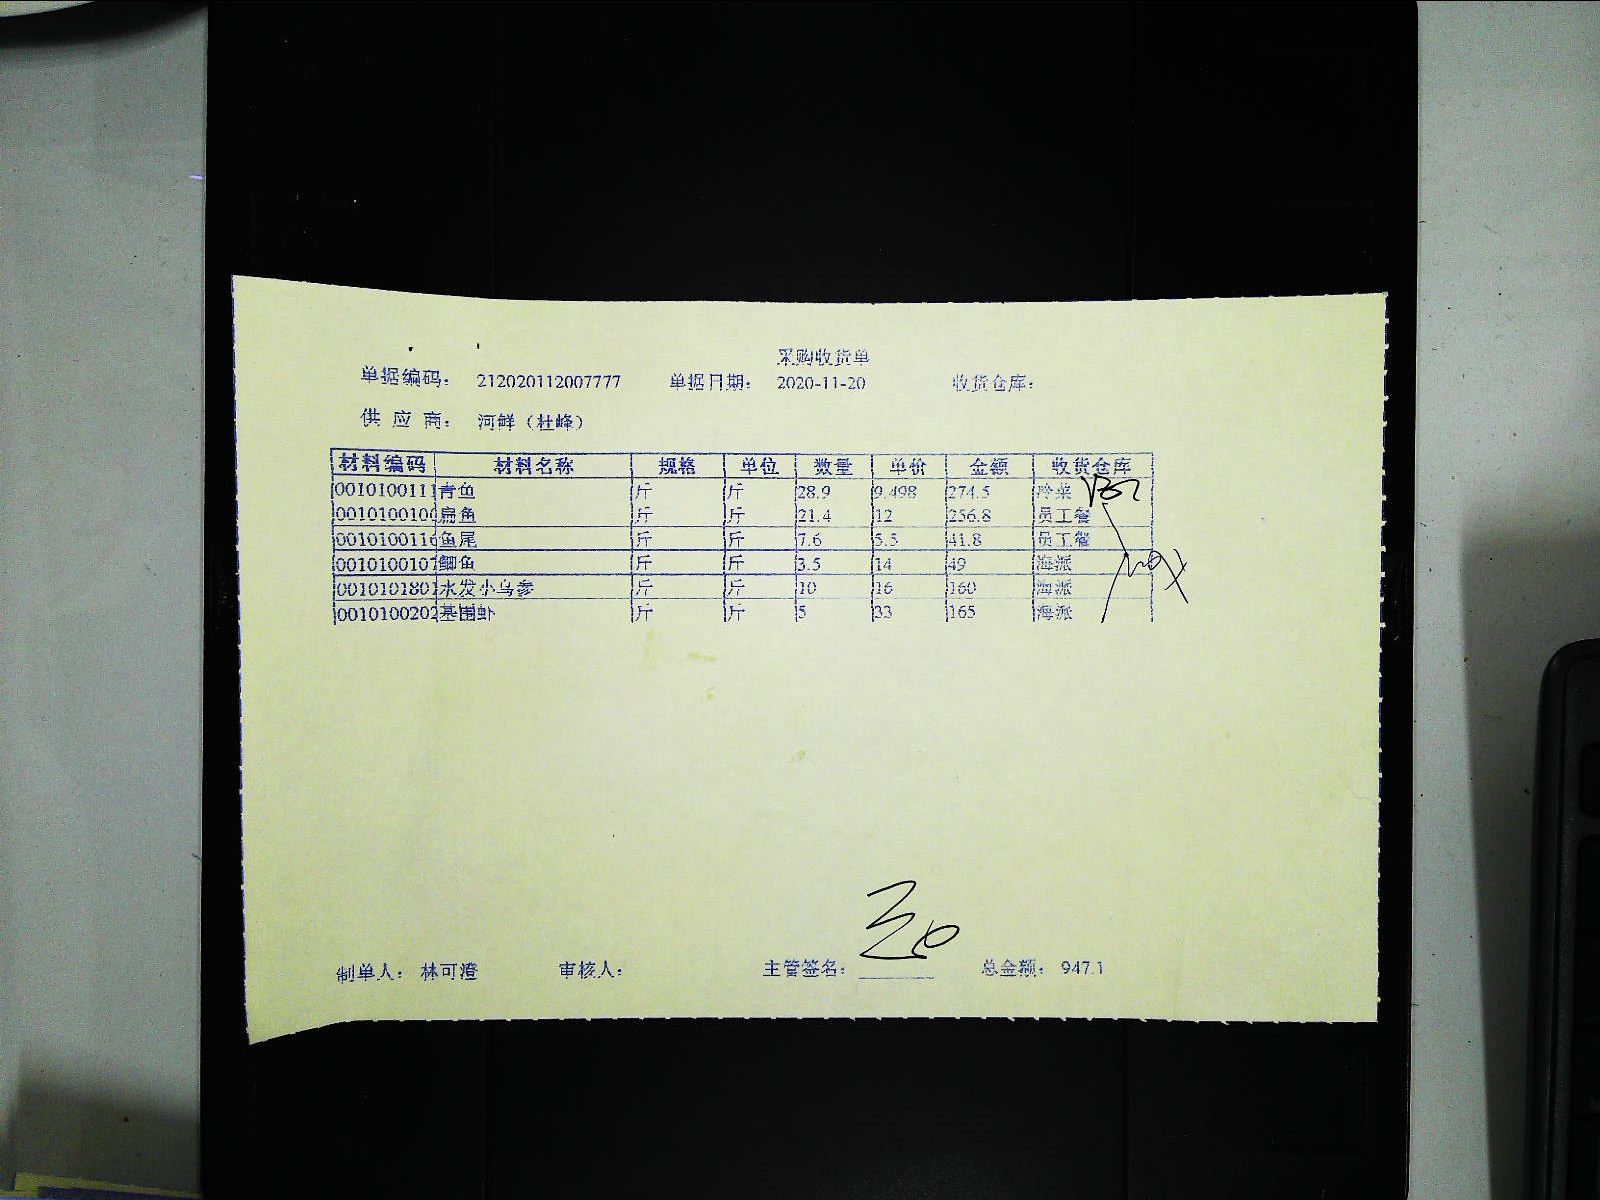 采购收货单
单据编码： 212020112007777 单据日期： 2020-11-20 收货仓库：
供 应 商： 河鲜（杜峰）
材料编码 材料名称 规格 单位 数量 单价 金额 收货仓库
0010100111 青鱼 斤 斤 28.9 9.498 274.5 冷菜
001010010 扁鱼 斤 斤 21.4 12 256.8 员工餐
0010100116 鱼尾 斤 斤 7.6 5.5 41.8 员工餐
0010100107 鲫鱼 斤 斤 3.5 14 49 海派
0010101801 水发小乌参 斤 斤 10 16 160 海派
0010100202 基围虾 斤 斤 5 33 165 海派
制单人： 林可澄 审核人： 主管签名： 总金额： 947.1